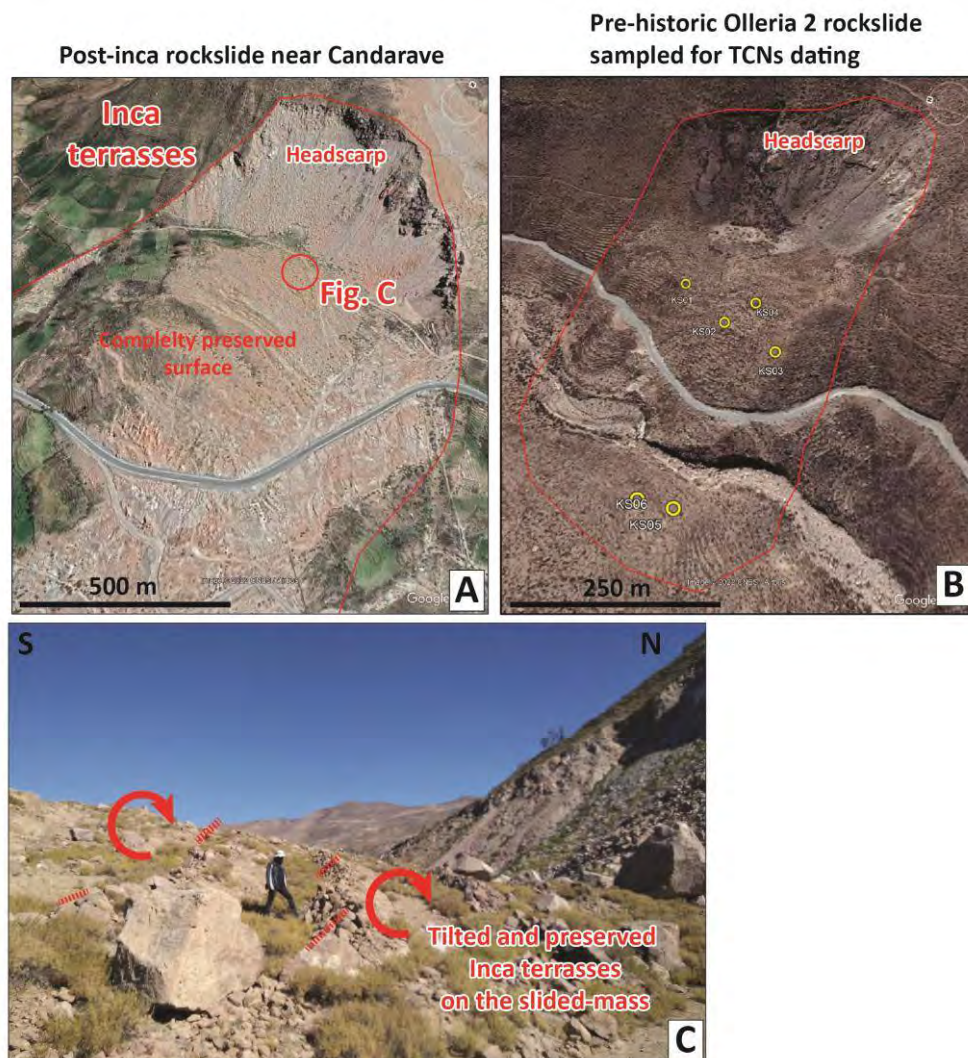 Post-inca rockslide near Candarave
Pre-historic Olleria 2 rockslide
sampled for TCNs dating
Inca
terrasses
Headscarp
Fig. C
Complelty preserved
surface
500 m
Google
A
Headscarp
KS01
KS04
KS02
KS03
KS06
KS05
250 m
Google
B
S
N
Tilted and preserved
Inca terrasses
on the slided-mass
C